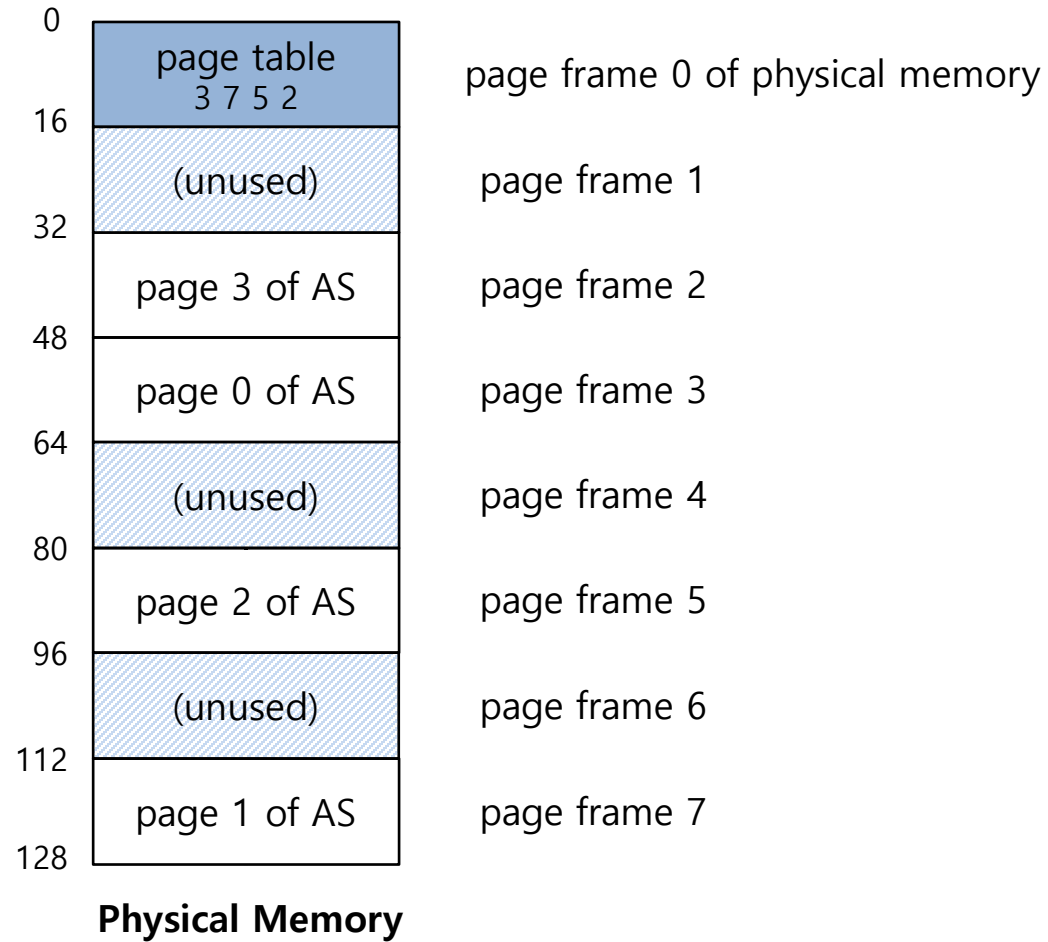 0
page table
3 7 5 2
page frame 0 of physical memory
16
(unused)
page frame 1
32
page 3 of AS
page frame 2
48
page 0 of AS
page frame 3
64
(unused)
page frame 4
80
page 2 of AS
page frame 5
96
(unused)
page frame 6
112
page 1 of AS
page frame 7
128
Physical Memory